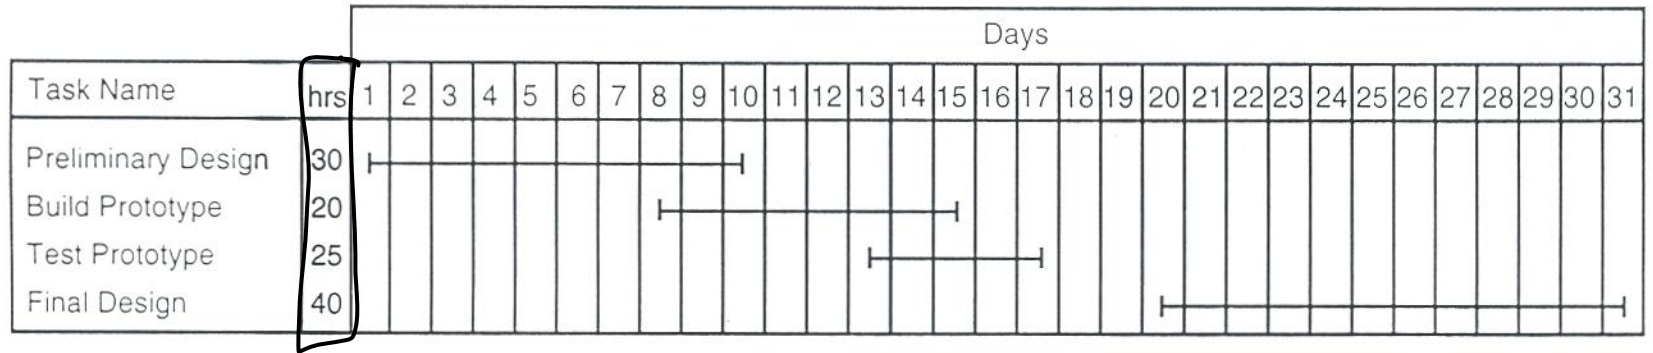 Days
Task Name hrs 1 2 3 4 5 6 7 8 9 10 11 12 13 14 15 16 17 18 19 20 21 22 23 24 25 26 27 28 29 30 31
Preliminary Design 30
Build Prototype 20
Test Prototype 25
Final Design 40